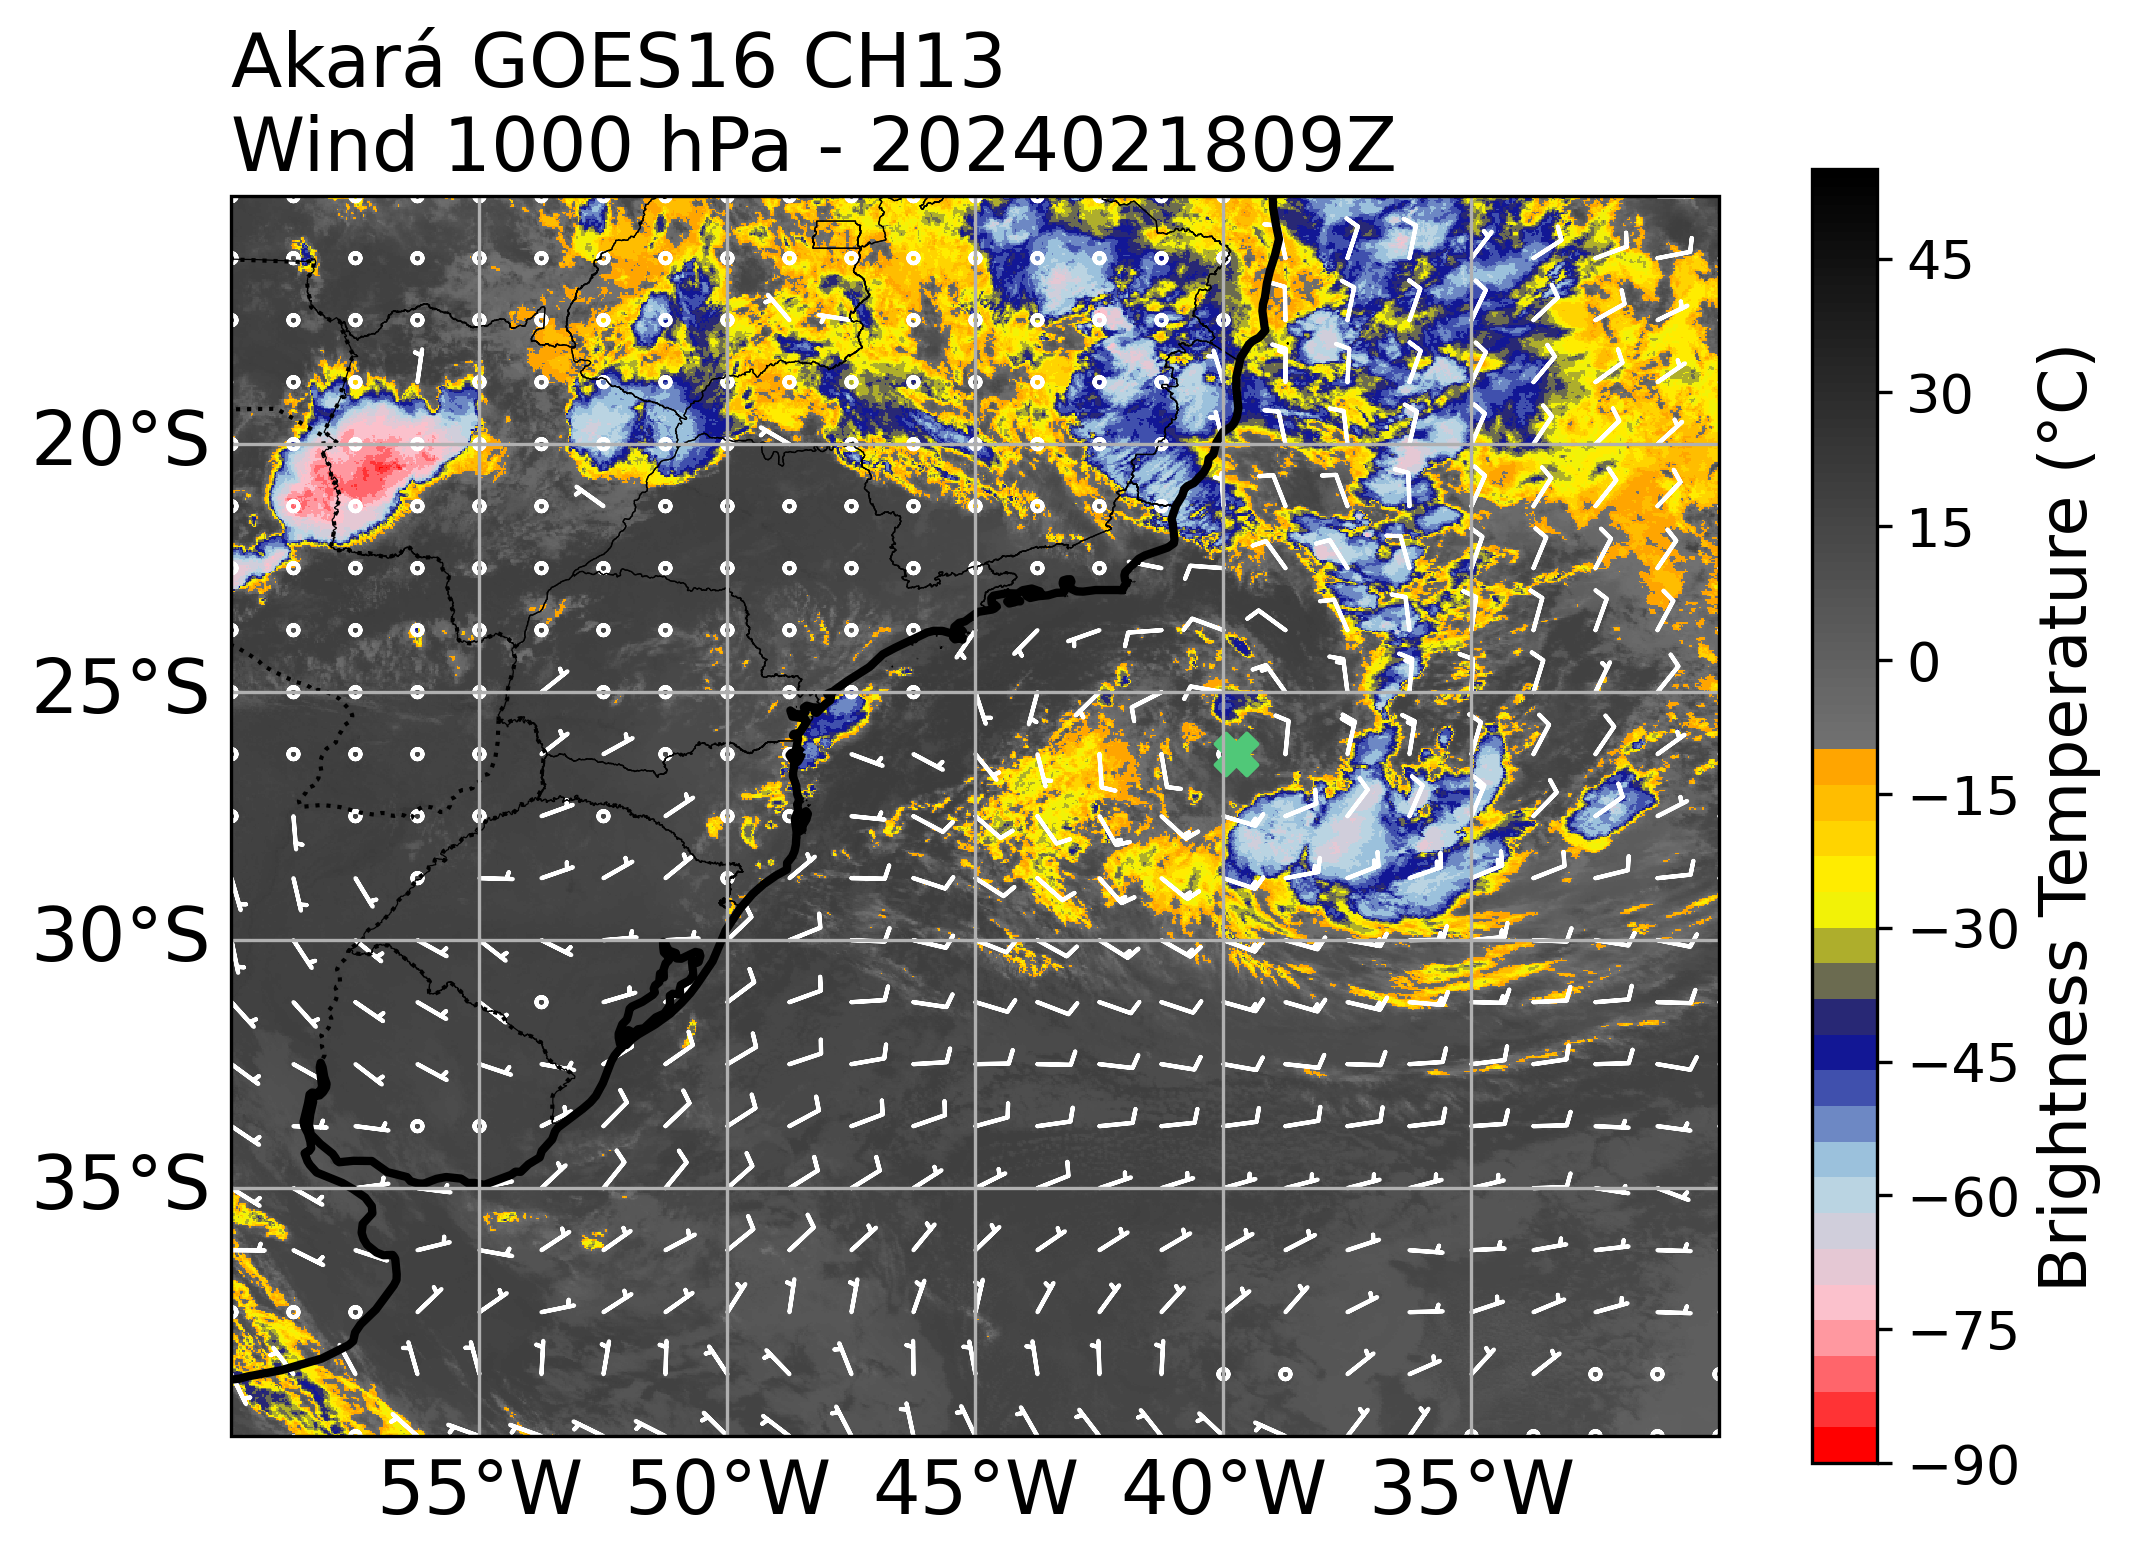 Akará GOES16 CH13
Wind 1000 hPa - 2024021809Z
20°S
25°S
30°S
35°S
55°W 50°W 45°W 40°W 35°W
45
30
15
0
−15
−30
−45
−60
−75
−90
Brightness Temperature (°C)